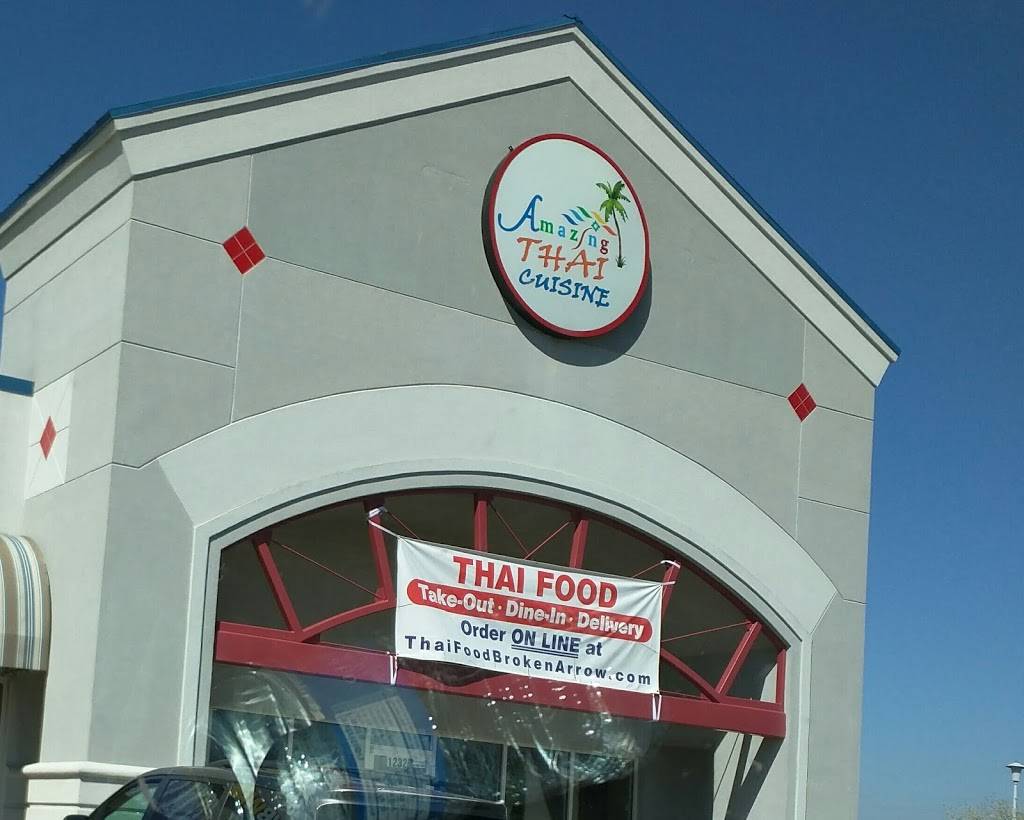 Amazing
THAI
CUISINE
THAI FOOD
Take-Out · Dine-In · Delivery
Order ON LINE at
ThaiFoodBrokenArrow.com